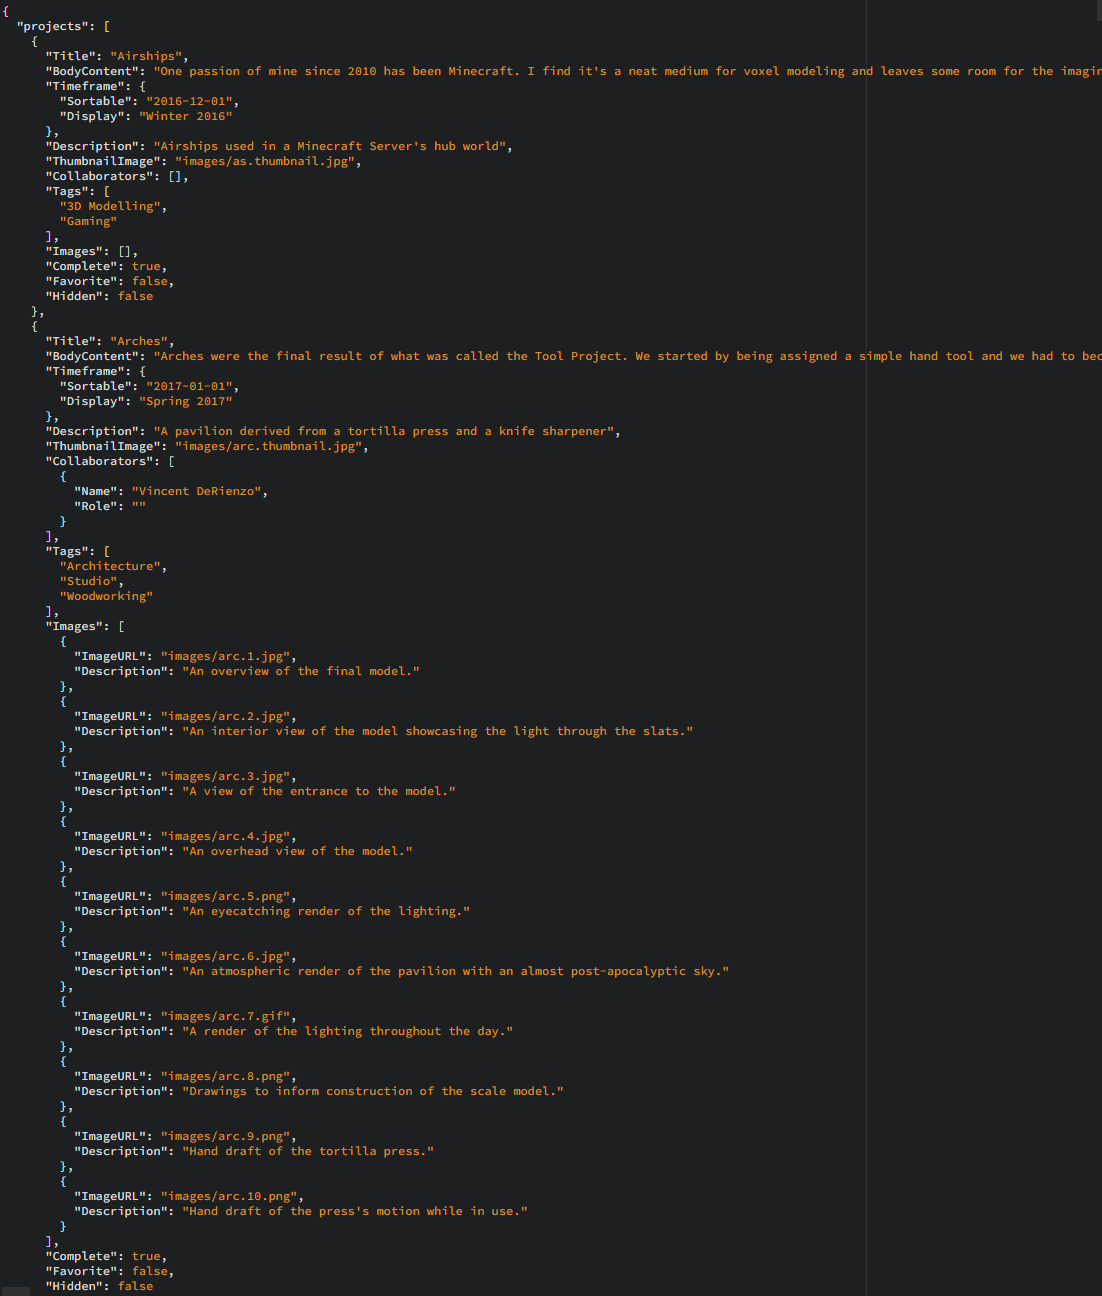 {
  "projects": [
    {
      "Title": "Airships",
      "BodyContent": "One passion of mine since 2010 has been Minecraft. I find it's a neat medium for voxel modeling and leaves some room for the imagin
      "Timeframe": {
        "Sortable": "2016-12-01",
        "Display": "Winter 2016"
      },
      "Description": "Airships used in a Minecraft Server's hub world",
      "ThumbnailImage": "images/as.thumbnail.jpg",
      "Collaborators": [],
      "Tags": [
        "3D Modelling",
        "Gaming"
      ],
      "Images": [],
      "Complete": true,
      "Favorite": false,
      "Hidden": false
    },
    {
      "Title": "Arches",
      "BodyContent": "Arches were the final result of what was called the Tool Project. We started by being assigned a simple hand tool and we had to bec
      "Timeframe": {
        "Sortable": "2017-01-01",
        "Display": "Spring 2017"
      },
      "Description": "A pavilion derived from a tortilla press and a knife sharpener",
      "ThumbnailImage": "images/arc.thumbnail.jpg",
      "Collaborators": [
        {
          "Name": "Vincent DeRienzo",
          "Role": ""
        }
      ],
      "Tags": [
        "Architecture",
        "Studio",
        "Woodworking"
      ],
      "Images": [
        {
          "ImageURL": "images/arc.1.jpg",
          "Description": "An overview of the final model."
        },
        {
          "ImageURL": "images/arc.2.jpg",
          "Description": "An interior view of the model showcasing the light through the slats."
        },
        {
          "ImageURL": "images/arc.3.jpg",
          "Description": "A view of the entrance to the model."
        },
        {
          "ImageURL": "images/arc.4.jpg",
          "Description": "An overhead view of the model."
        },
        {
          "ImageURL": "images/arc.5.png",
          "Description": "An eyecatching render of the lighting."
        },
        {
          "ImageURL": "images/arc.6.jpg",
          "Description": "An atmospheric render of the pavilion with an almost post-apocalyptic sky."
        },
        {
          "ImageURL": "images/arc.7.gif",
          "Description": "A render of the lighting throughout the day."
        },
        {
          "ImageURL": "images/arc.8.png",
          "Description": "Drawings to inform construction of the scale model."
        },
        {
          "ImageURL": "images/arc.9.png",
          "Description": "Hand draft of the tortilla press."
        },
        {
          "ImageURL": "images/arc.10.png",
          "Description": "Hand draft of the press's motion while in use."
        }
      ],
      "Complete": true,
      "Favorite": false,
      "Hidden": false